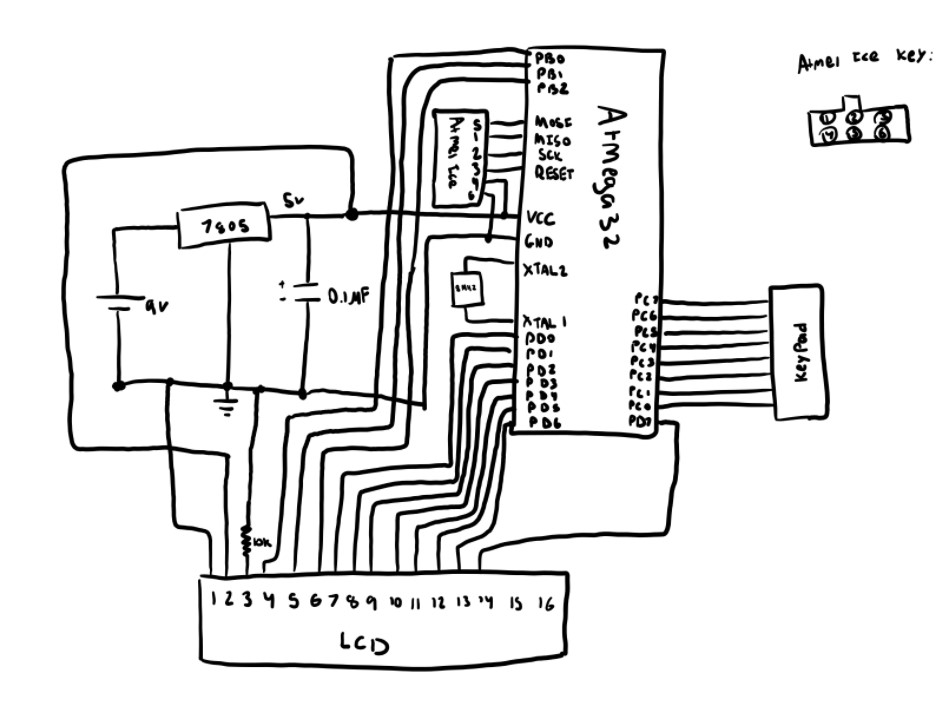 Atmel Ice Key:
1 2 3
4 5 6
PB0
PB1
PB2
Atmega32
Atmel Ice
5
1
2
3
6
MOSI
MISO
SCK
RESET
VCC
GND
XTAL2
8MHZ
XTAL1
PD0
PD1
PD2
PD3
PD4
PD5
PD6
PC7
PC6
PC5
PC4
PC3
PC2
PC1
PC0
PD7
KeyPad
5v
7805
9v
+
-
0.1µF
10K
1 2 3 4 5 6 7 8 9 10 11 12 13 14 15 16
LCD